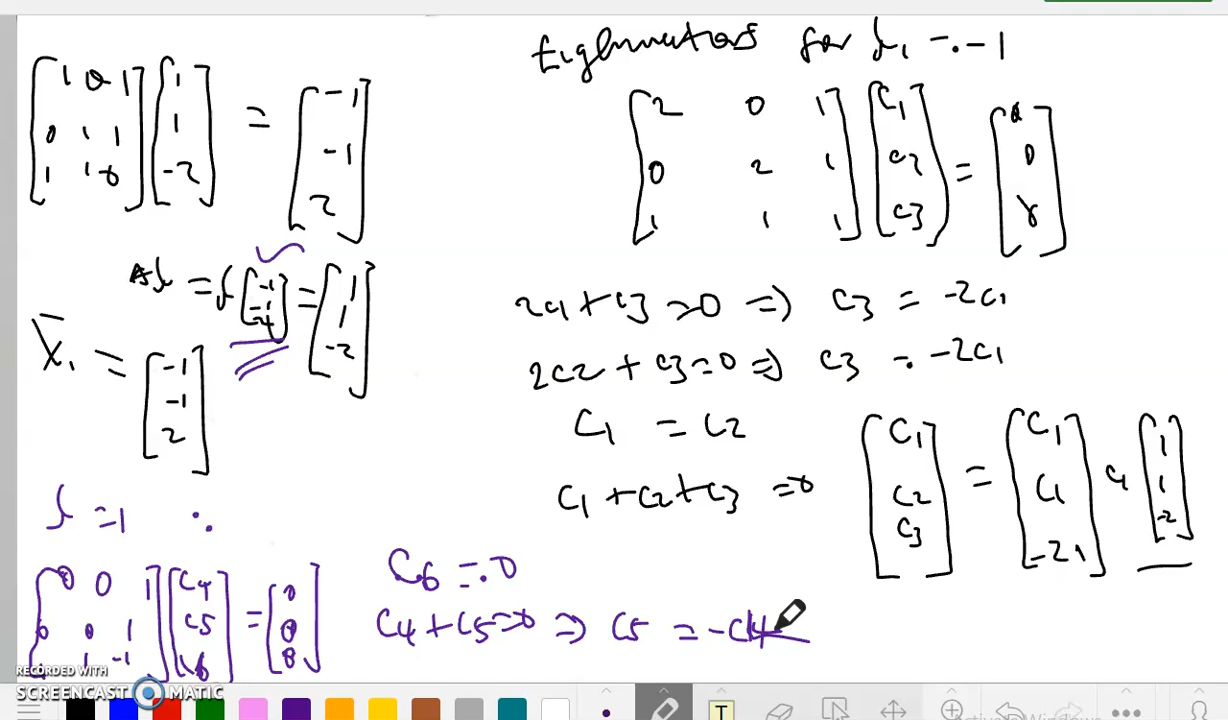 Eigenvectors for λ₁ = -1
[1 0 1; 0 1 1; 1 1 0] [1; 1; -2] = [-1; -1; 2]
[2 0 1; 0 2 1; 1 1 1] [C1; C2; C3] = [0; 0; 0]
= λ [-1; -1; -4] = [1; 1; -2]
X̄₁ = [-1; -1; 2]
2C1 + C3 = 0 => C3 = -2C1
2C2 + C3 = 0 => C3 = -2C1
C1 = C2
C1 + C2 + C3 = 0
[C1; C2; C3] = [C1; C1; -21] C1 [1; 1; -2]
λ = 1
[0 0 1; 0 0 1; 1 1 -1] [C4; C5; C6] = [0; 0; 0]
C6 = 0
C4 + C5 = 0 => C5 = -C4
RECORDED WITH
SCREENCAST MATIC
T
Activate Windows